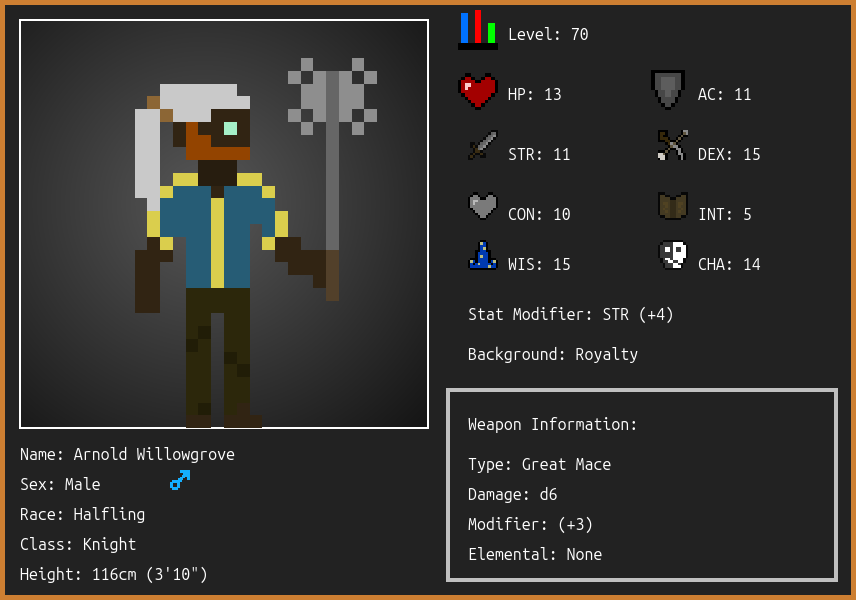 Level: 70
HP: 13
AC: 11
STR: 11
DEX: 15
CON: 10
INT: 5
WIS: 15
CHA: 14
Stat Modifier: STR (+4)
Background: Royalty
Weapon Information:
Type: Great Mace
Damage: d6
Modifier: (+3)
Elemental: None
Name: Arnold Willowgrove
Sex: Male
Race: Halfling
Class: Knight
Height: 116cm (3'10")